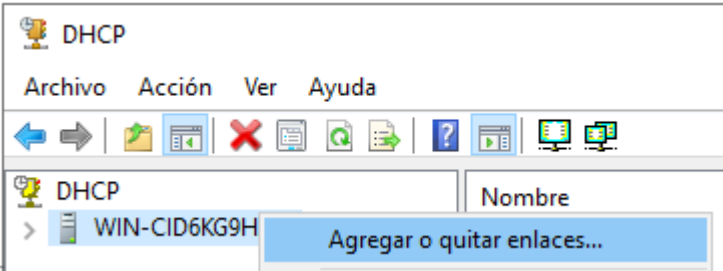 DHCP
Archivo Acción Ver Ayuda
DHCP
Nombre
WIN-CID6KG9H
Agregar o quitar enlaces...